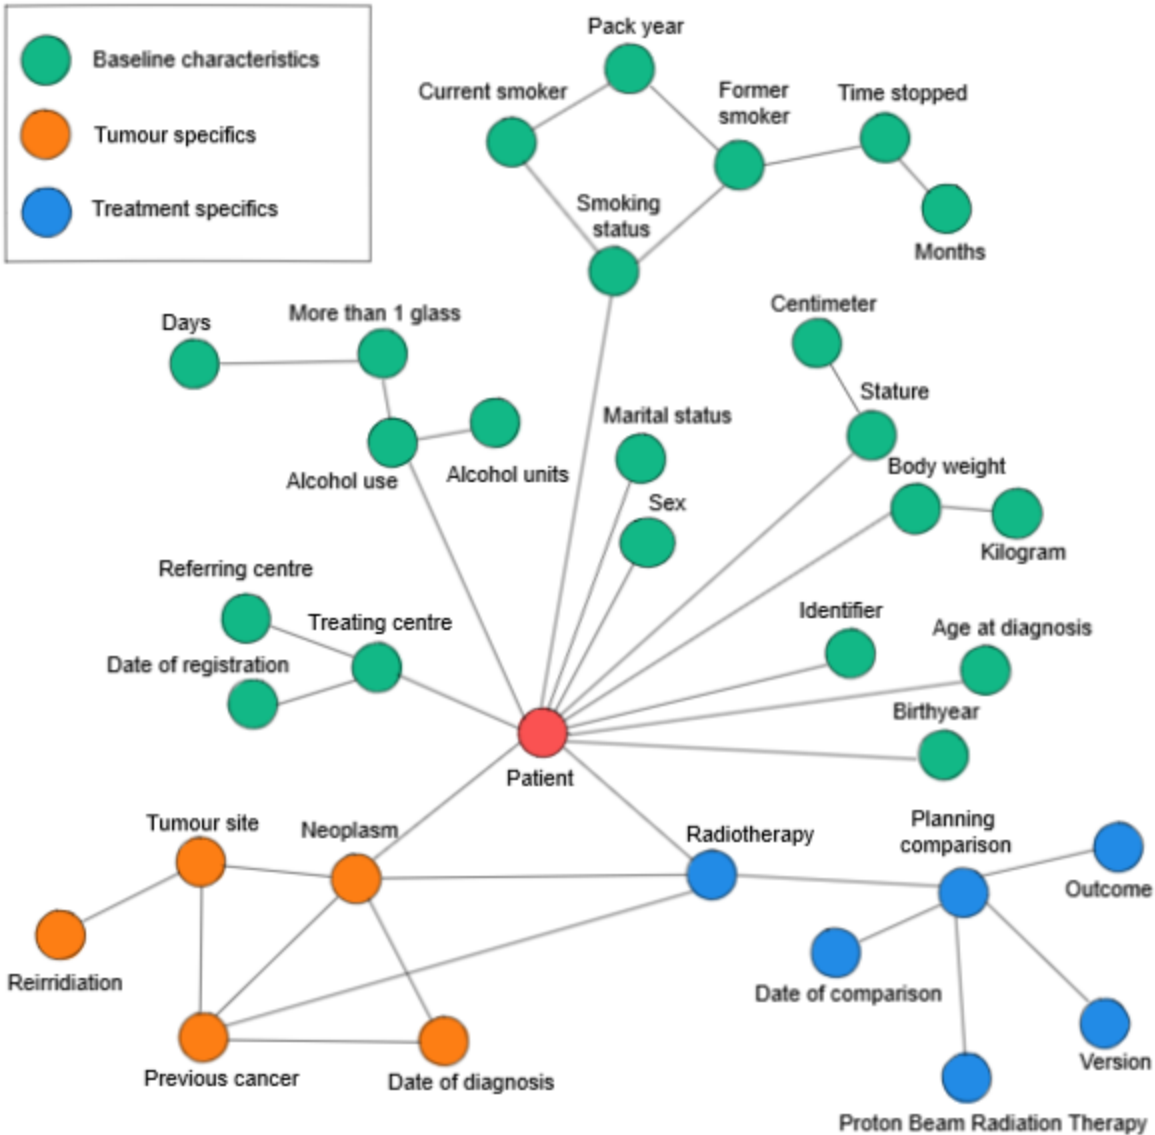 Baseline characteristics
Tumour specifics
Treatment specifics
Pack year
Current smoker
Former
smoker
Time stopped
Smoking
status
Months
Days
More than 1 glass
Centimeter
Stature
Alcohol use
Alcohol units
Marital status
Sex
Body weight
Kilogram
Referring centre
Treating centre
Date of registration
Identifier
Age at diagnosis
Birthyear
Patient
Tumour site
Neoplasm
Radiotherapy
Planning
comparison
Outcome
Reirridiation
Date of comparison
Version
Previous cancer
Date of diagnosis
Proton Beam Radiation Therapy